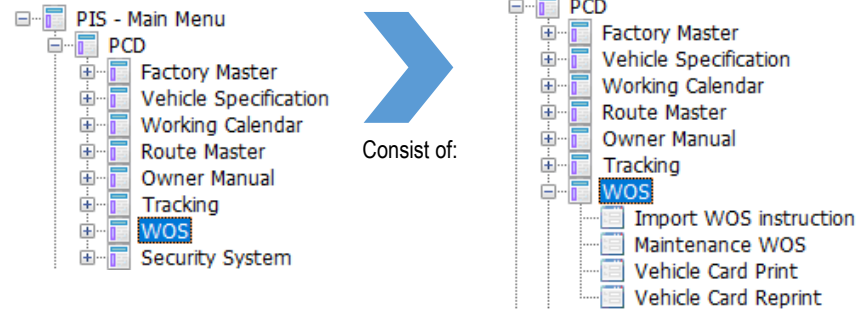 PIS - Main Menu
PCD
Factory Master
Vehicle Specification
Working Calendar
Route Master
Owner Manual
Tracking
WOS
Security System
Consist of:
PCD
Factory Master
Vehicle Specification
Working Calendar
Route Master
Owner Manual
Tracking
WOS
Import WOS instruction
Maintenance WOS
Vehicle Card Print
Vehicle Card Reprint